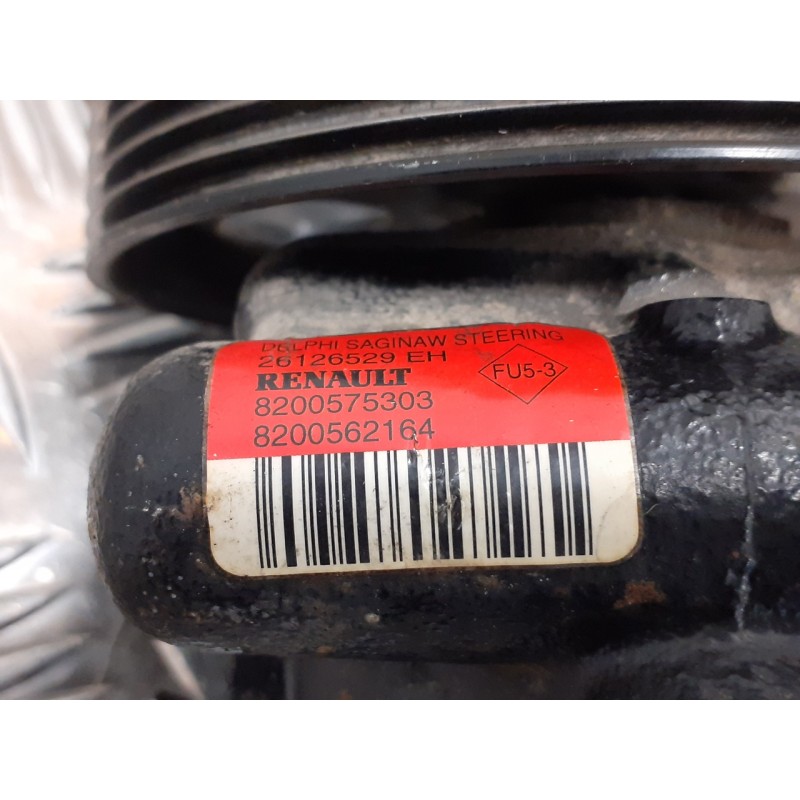 DELPHI SAGINAW STEERING
26126529 EH
RENAULT
FU5-3
8200575303
8200562164